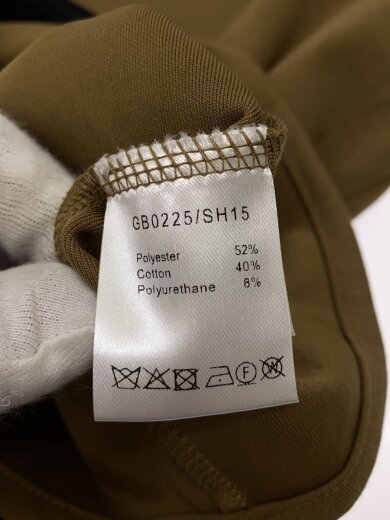 GB0225/SH15
Polyester 52%
Cotton 40%
Polyurethane 8%